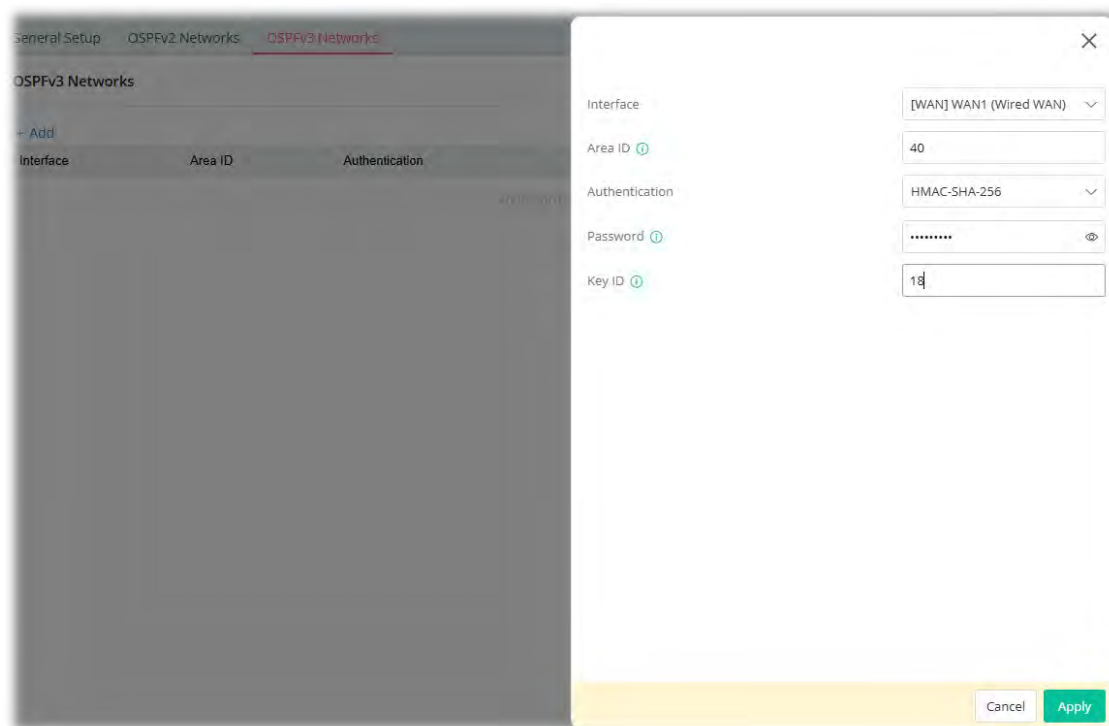 General Setup OSPFv2 Networks OSPFv3 Networks
OSPFv3 Networks
+ Add
Interface Area ID Authentication
Interface [WAN] WAN1 (Wired WAN)
Area ID 40
Authentication HMAC-SHA-256
Password •••••••••
Key ID 18
Cancel Apply